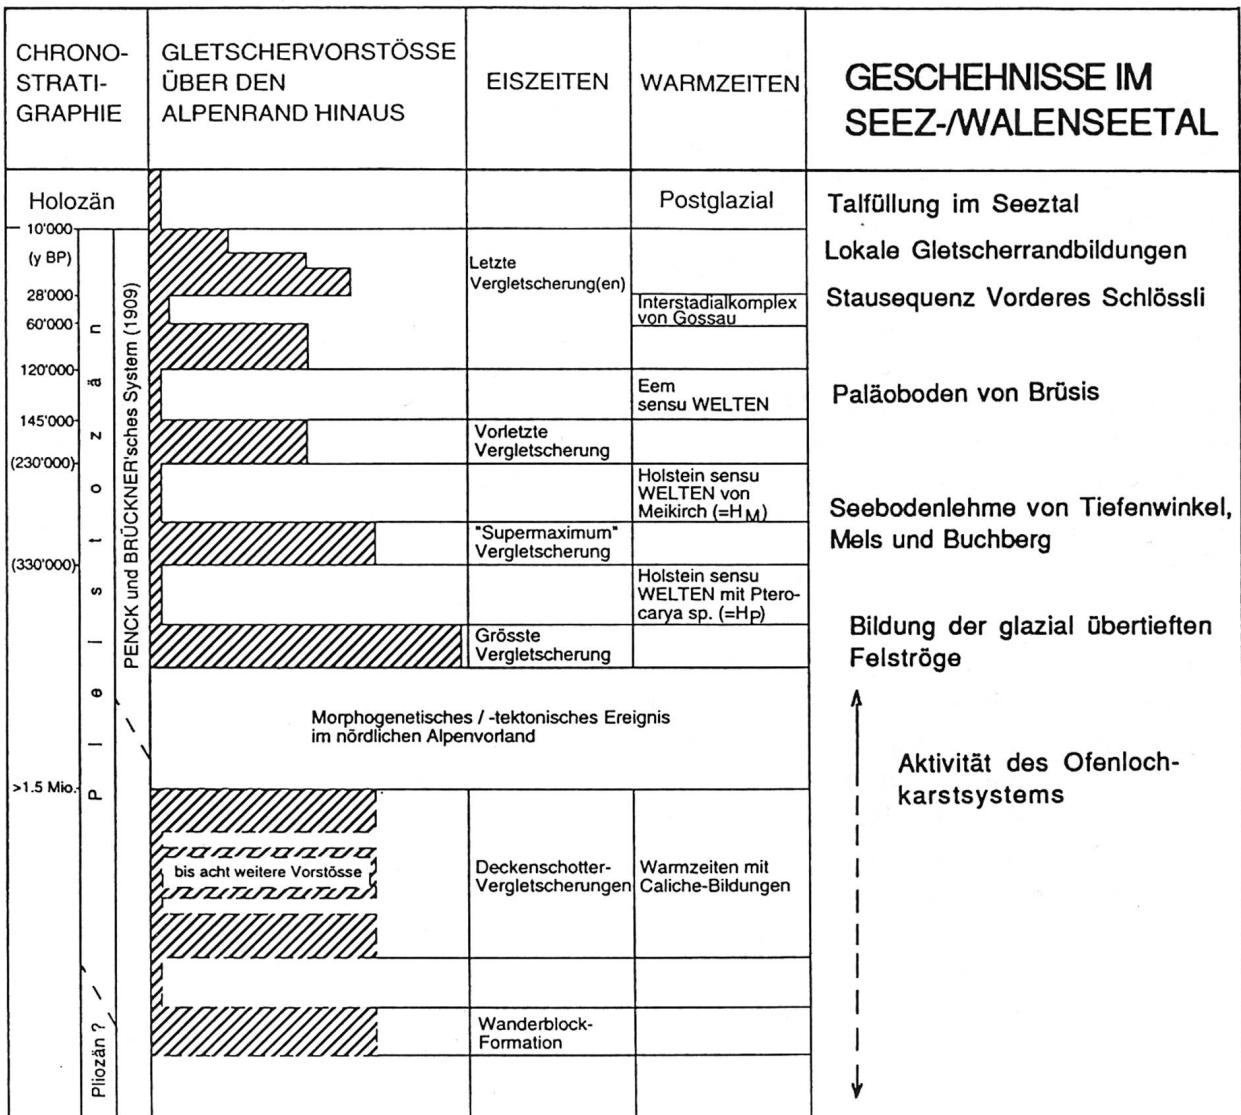 CHRONO-
STRATI-
GRAPHIE
GLETSCHERVORSTÖSSE
ÜBER DEN
ALPENRAND HINAUS
EISZEITEN
WARMZEITEN
GESCHEHNISSE IM
SEEZ-/WALENSEETAL
Holozän
Postglazial
Talfüllung im Seeztal
10'000
(y BP)
Letzte
Vergletscherung(en)
Lokale Gletscherrandbildungen
28'000
Interstadialkomplex
von Gossau
Stausequenz Vorderes Schlössli
60'000
120'000
Eem
sensu WELTEN
Paläoboden von Brüsis
145'000
Vorletzte
Vergletscherung
(230'000)
Holstein sensu
WELTEN von
Meikirch (=HM)
Seebodenlehme von Tiefenwinkel,
Mels und Buchberg
"Supermaximum"
Vergletscherung
(330'000)
Holstein sensu
WELTEN mit Ptero-
carya sp. (=HP)
Grösste
Vergletscherung
Bildung der glazial übertieften
Felströge
Pleistozän
PENCK und BRÜCKNER'sches System (1909)
Morphogenetisches / -tektonisches Ereignis
im nördlichen Alpenvorland
Aktivität des Ofenloch-
karstsystems
>1.5 Mio.
bis acht weitere Vorstösse
Deckenschotter-
Vergletscherungen
Warmzeiten mit
Caliche-Bildungen
Wanderblock-
Formation
Pliozän ?